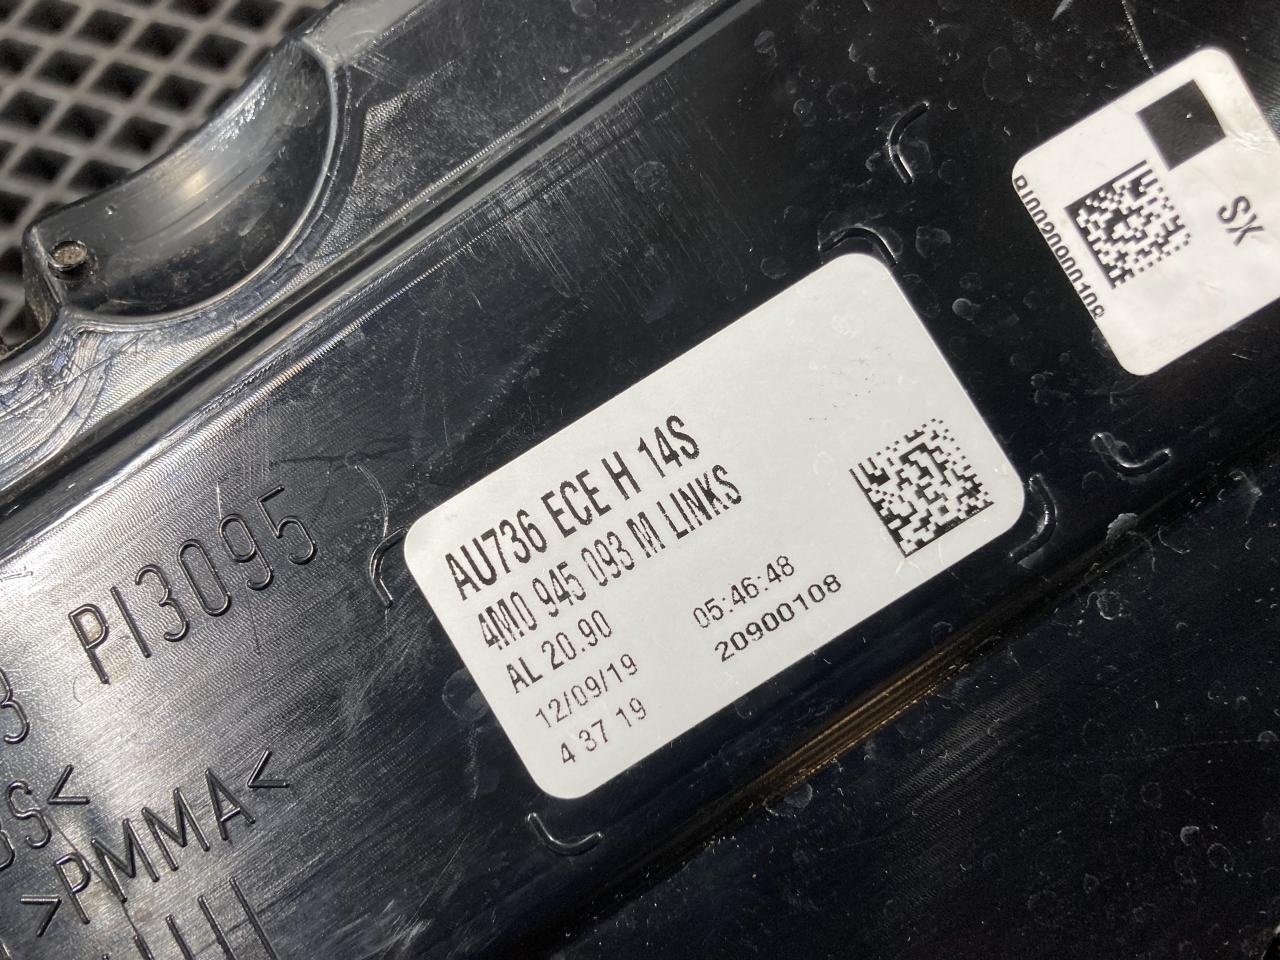 SX
AU736 ECE H 14S
4M0 945 093 M LINKS
AL 20.90 05:46:48
12/09/19 20900108
4 37 19
PI3095
>PMMA<